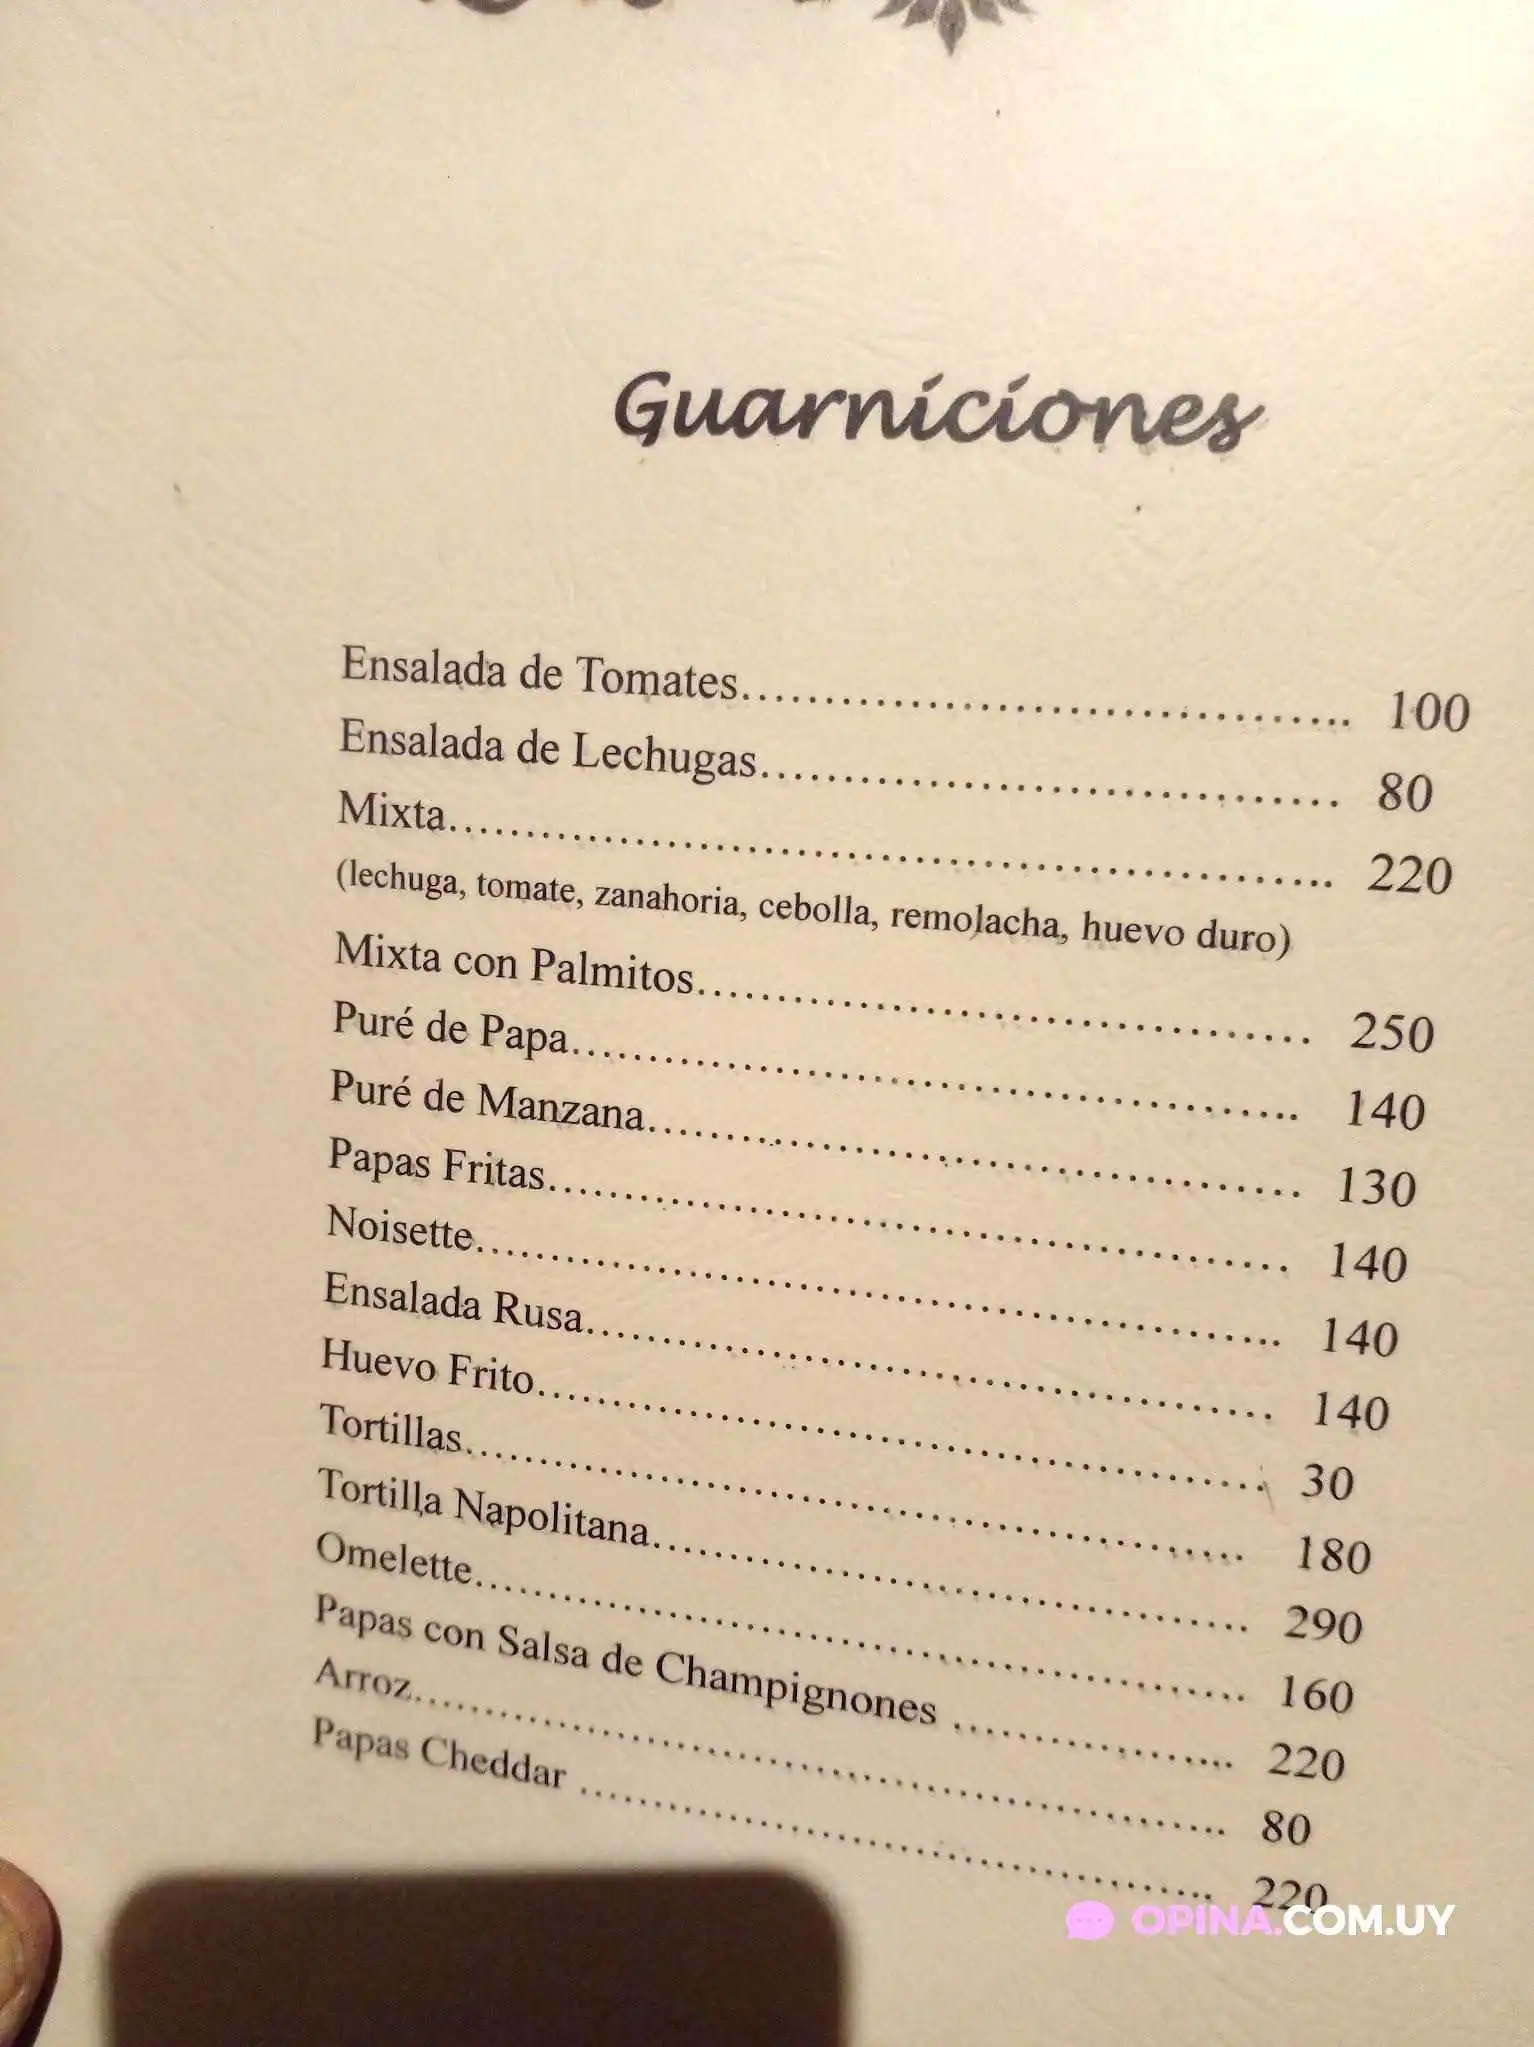 Guarniciones
Ensalada de Tomates........................................ 100
Ensalada de Lechugas..................................... 80
Mixta......................................................... 220
(lechuga, tomate, zanahoria, cebolla, remolacha, huevo duro)
Mixta con Palmitos........................................ 250
Puré de Papa................................................ 140
Puré de Manzana........................................... 130
Papas Fritas................................................. 140
Noisette...................................................... 140
Ensalada Rusa.............................................. 140
Huevo Frito................................................. 30
Tortillas...................................................... 180
Tortilla Napolitana........................................ 290
Omelette..................................................... 160
Papas con Salsa de Champignones .................... 220
Arroz......................................................... 80
Papas Cheddar ............................................ 220
OPINA.COM.UY